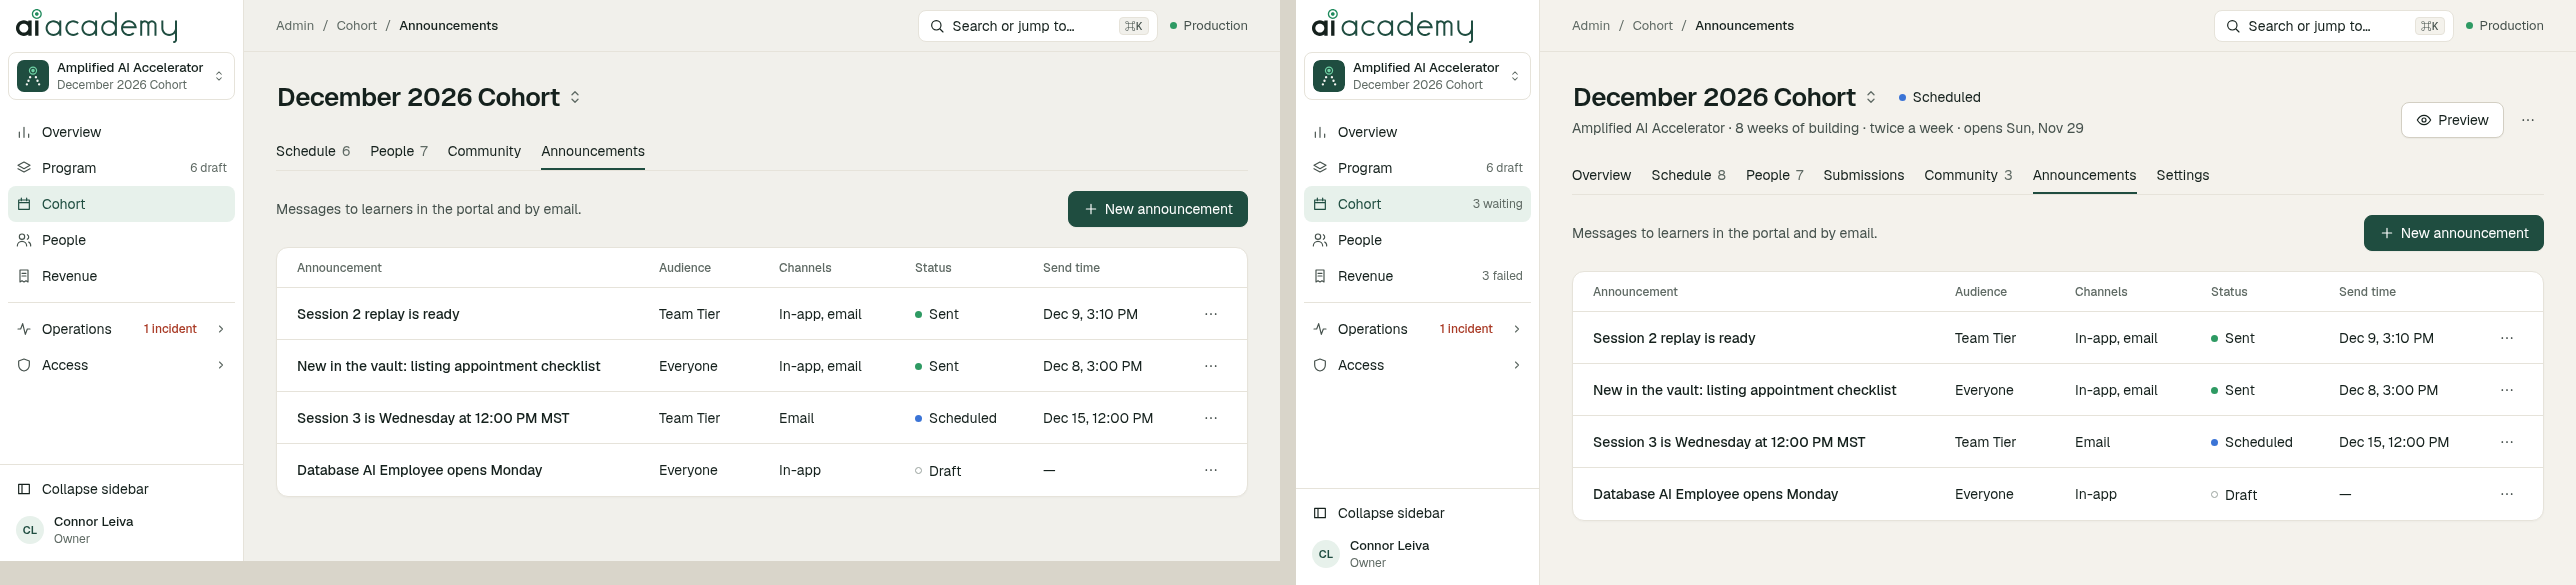 ai academy
Amplified AI Accelerator
December 2026 Cohort
Overview
Program 6 draft
Cohort
People
Revenue
Operations 1 incident
Access
Collapse sidebar
CL
Connor Leiva
Owner
Admin / Cohort / Announcements
Search or jump to... ⌘K
Production
December 2026 Cohort
Schedule 6 People 7 Community Announcements
Messages to learners in the portal and by email.
+ New announcement
Announcement Audience Channels Status Send time
Session 2 replay is ready Team Tier In-app, email Sent Dec 9, 3:10 PM ···
New in the vault: listing appointment checklist Everyone In-app, email Sent Dec 8, 3:00 PM ···
Session 3 is Wednesday at 12:00 PM MST Team Tier Email Scheduled Dec 15, 12:00 PM ···
Database AI Employee opens Monday Everyone In-app Draft — ···
ai academy
Amplified AI Accelerator
December 2026 Cohort
Overview
Program 6 draft
Cohort 3 waiting
People
Revenue 3 failed
Operations 1 incident
Access
Collapse sidebar
CL
Connor Leiva
Owner
Admin / Cohort / Announcements
Search or jump to... ⌘K
Production
December 2026 Cohort Scheduled
Amplified AI Accelerator · 8 weeks of building · twice a week · opens Sun, Nov 29
Preview ···
Overview Schedule 8 People 7 Submissions Community 3 Announcements Settings
Messages to learners in the portal and by email.
+ New announcement
Announcement Audience Channels Status Send time
Session 2 replay is ready Team Tier In-app, email Sent Dec 9, 3:10 PM ···
New in the vault: listing appointment checklist Everyone In-app, email Sent Dec 8, 3:00 PM ···
Session 3 is Wednesday at 12:00 PM MST Team Tier Email Scheduled Dec 15, 12:00 PM ···
Database AI Employee opens Monday Everyone In-app Draft — ···